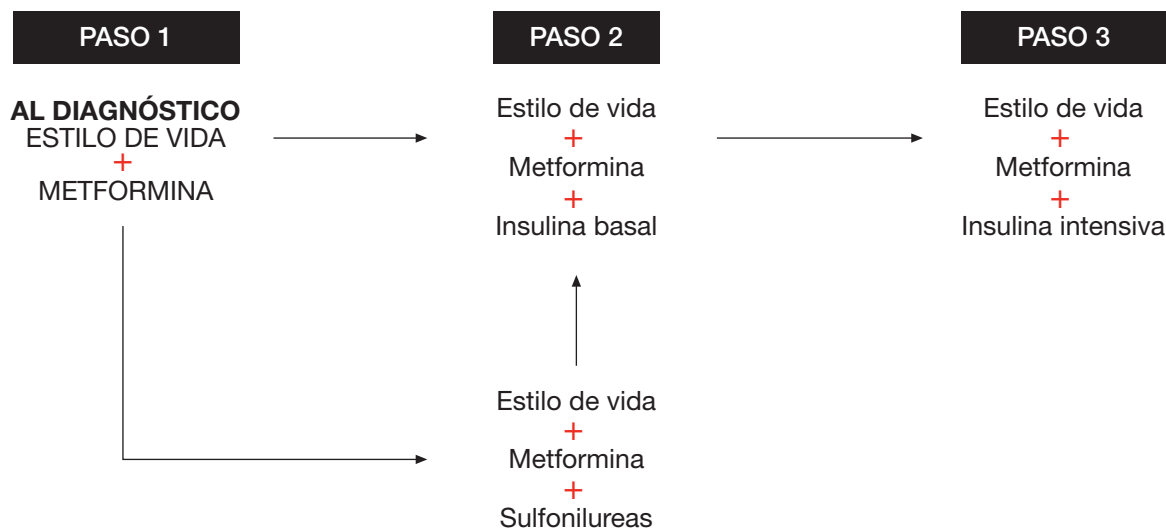 PASO 1
AL DIAGNÓSTICO
ESTILO DE VIDA
+
METFORMINA
PASO 2
Estilo de vida
+
Metformina
+
Insulina basal
Estilo de vida
+
Metformina
+
Sulfonilureas
PASO 3
Estilo de vida
+
Metformina
+
Insulina intensiva